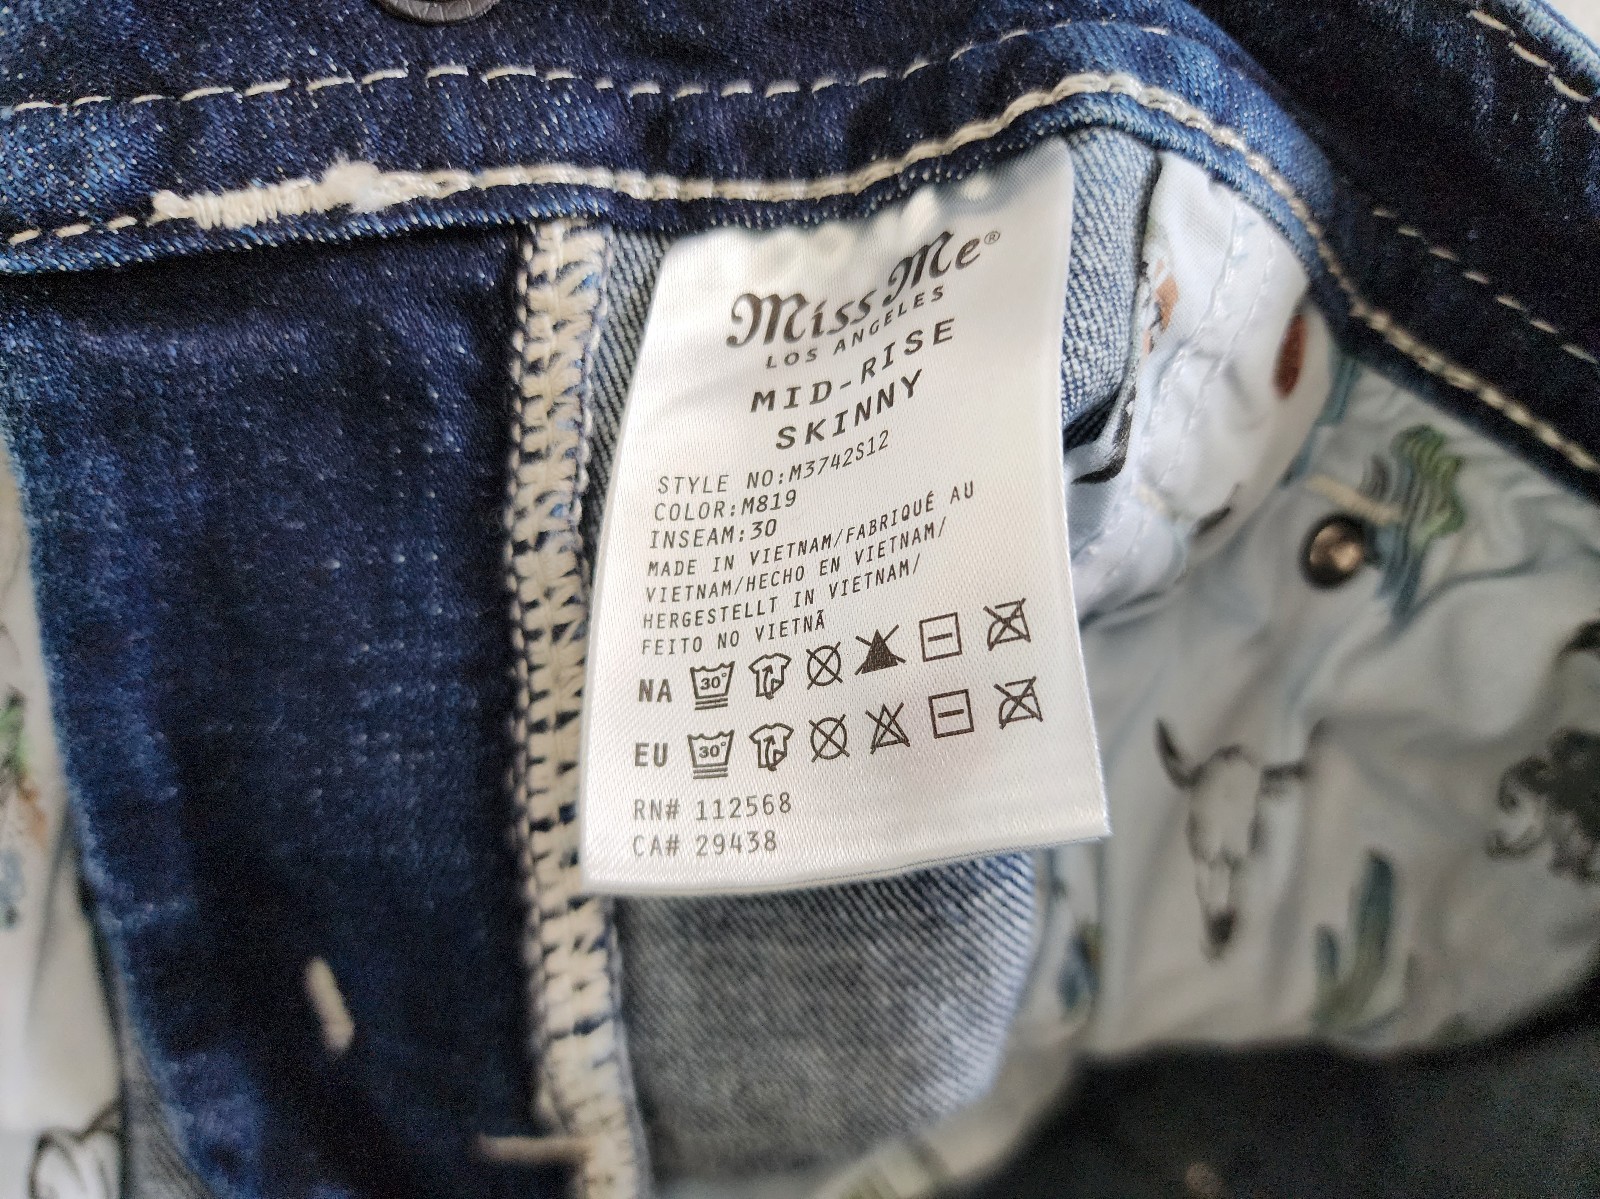 Miss Me®
LOS ANGELES
MID-RISE
SKINNY
STYLE NO:M3742S12
COLOR:M819
INSEAM:30
MADE IN VIETNAM/FABRIQUÉ AU
VIETNAM/HECHO EN VIETNAM/
HERGESTELLT IN VIETNAM/
FEITO NO VIETNÃ
NA 30°
EU 30°
RN# 112568
CA# 29438